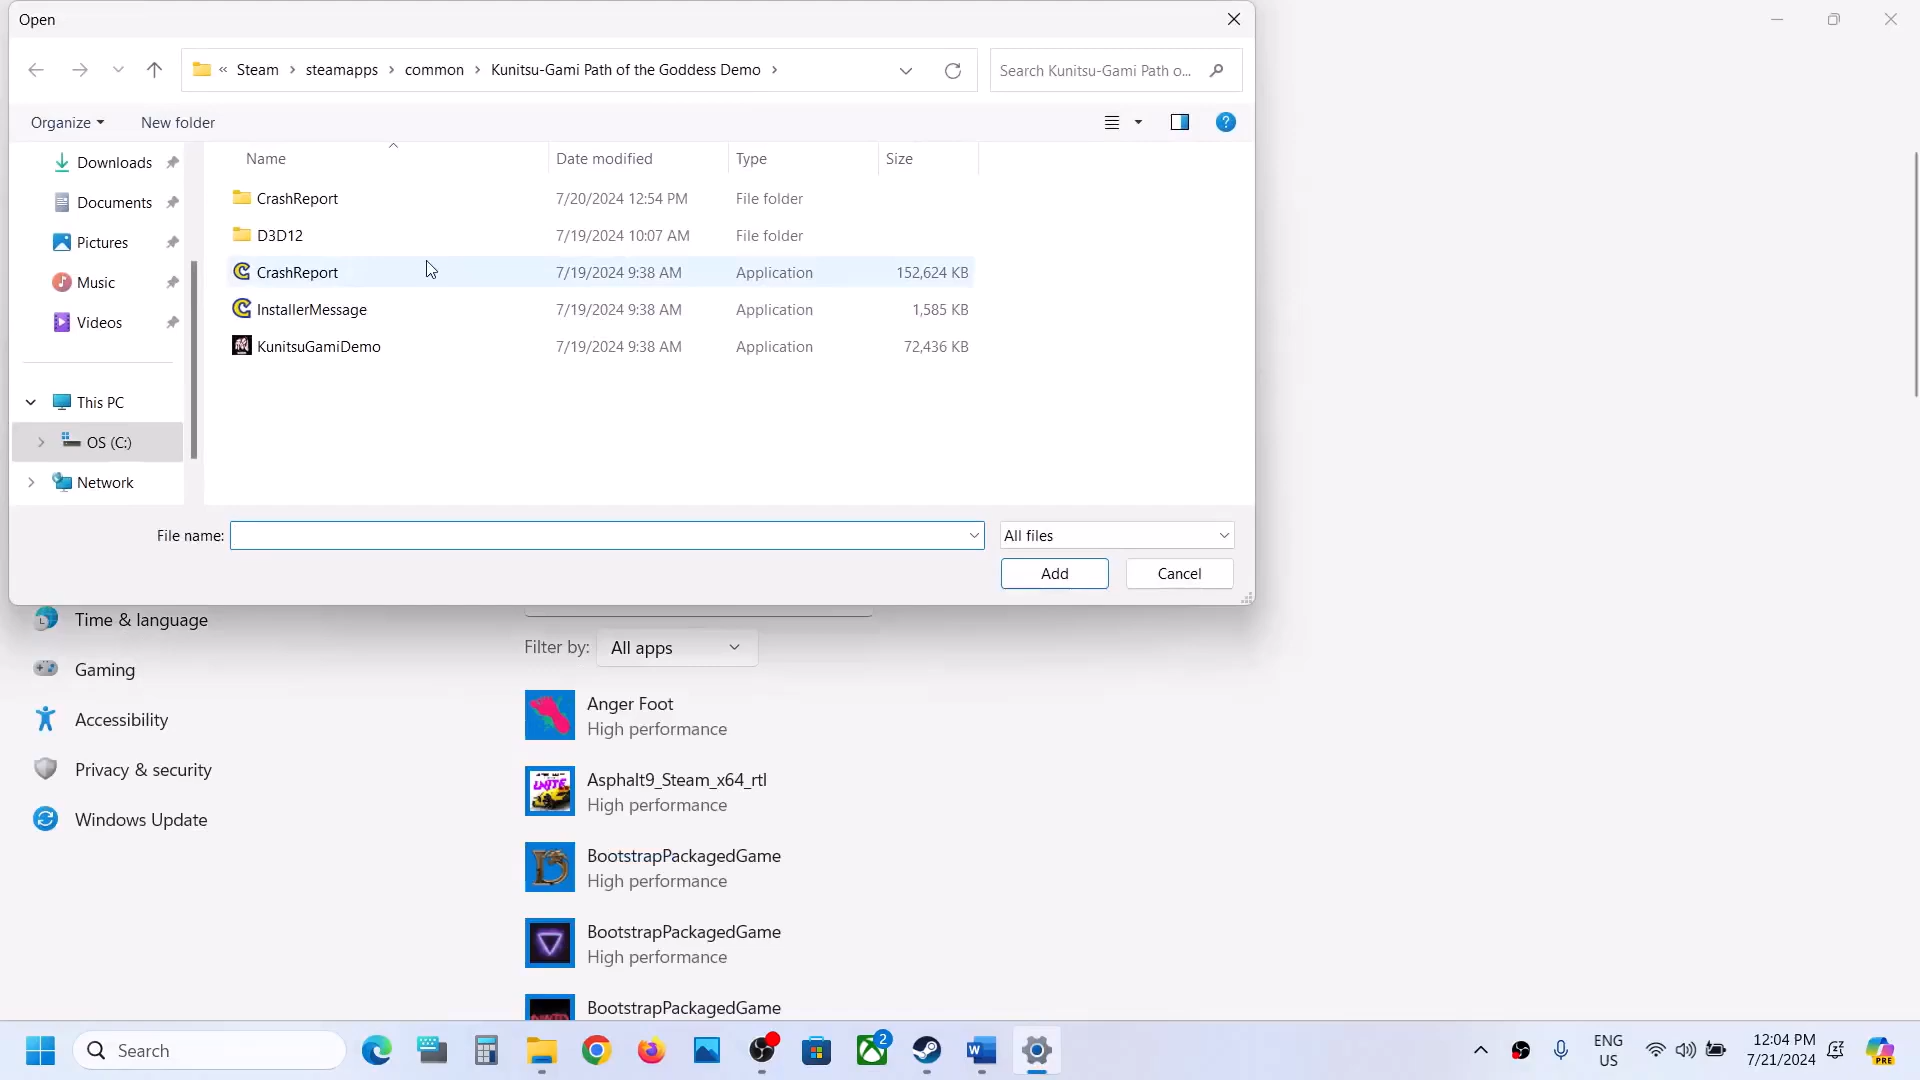 Open
« Steam › steamapps › common › Kunitsu-Gami Path of the Goddess Demo ›
Search Kunitsu-Gami Path o...
Organize
New folder
Name
Date modified
Type
Size
Downloads
Documents
Pictures
Music
Videos
This PC
OS (C:)
Network
CrashReport 7/20/2024 12:54 PM File folder
D3D12 7/19/2024 10:07 AM File folder
CrashReport 7/19/2024 9:38 AM Application 152,624 KB
InstallerMessage 7/19/2024 9:38 AM Application 1,585 KB
KunitsuGamiDemo 7/19/2024 9:38 AM Application 72,436 KB
File name:
All files
Add
Cancel
Time & language
Gaming
Accessibility
Privacy & security
Windows Update
Filter by:
All apps
Anger Foot
High performance
Asphalt9_Steam_x64_rtl
High performance
BootstrapPackagedGame
High performance
BootstrapPackagedGame
High performance
BootstrapPackagedGame
Search
2
ENG
US
12:04 PM
7/21/2024
PRE